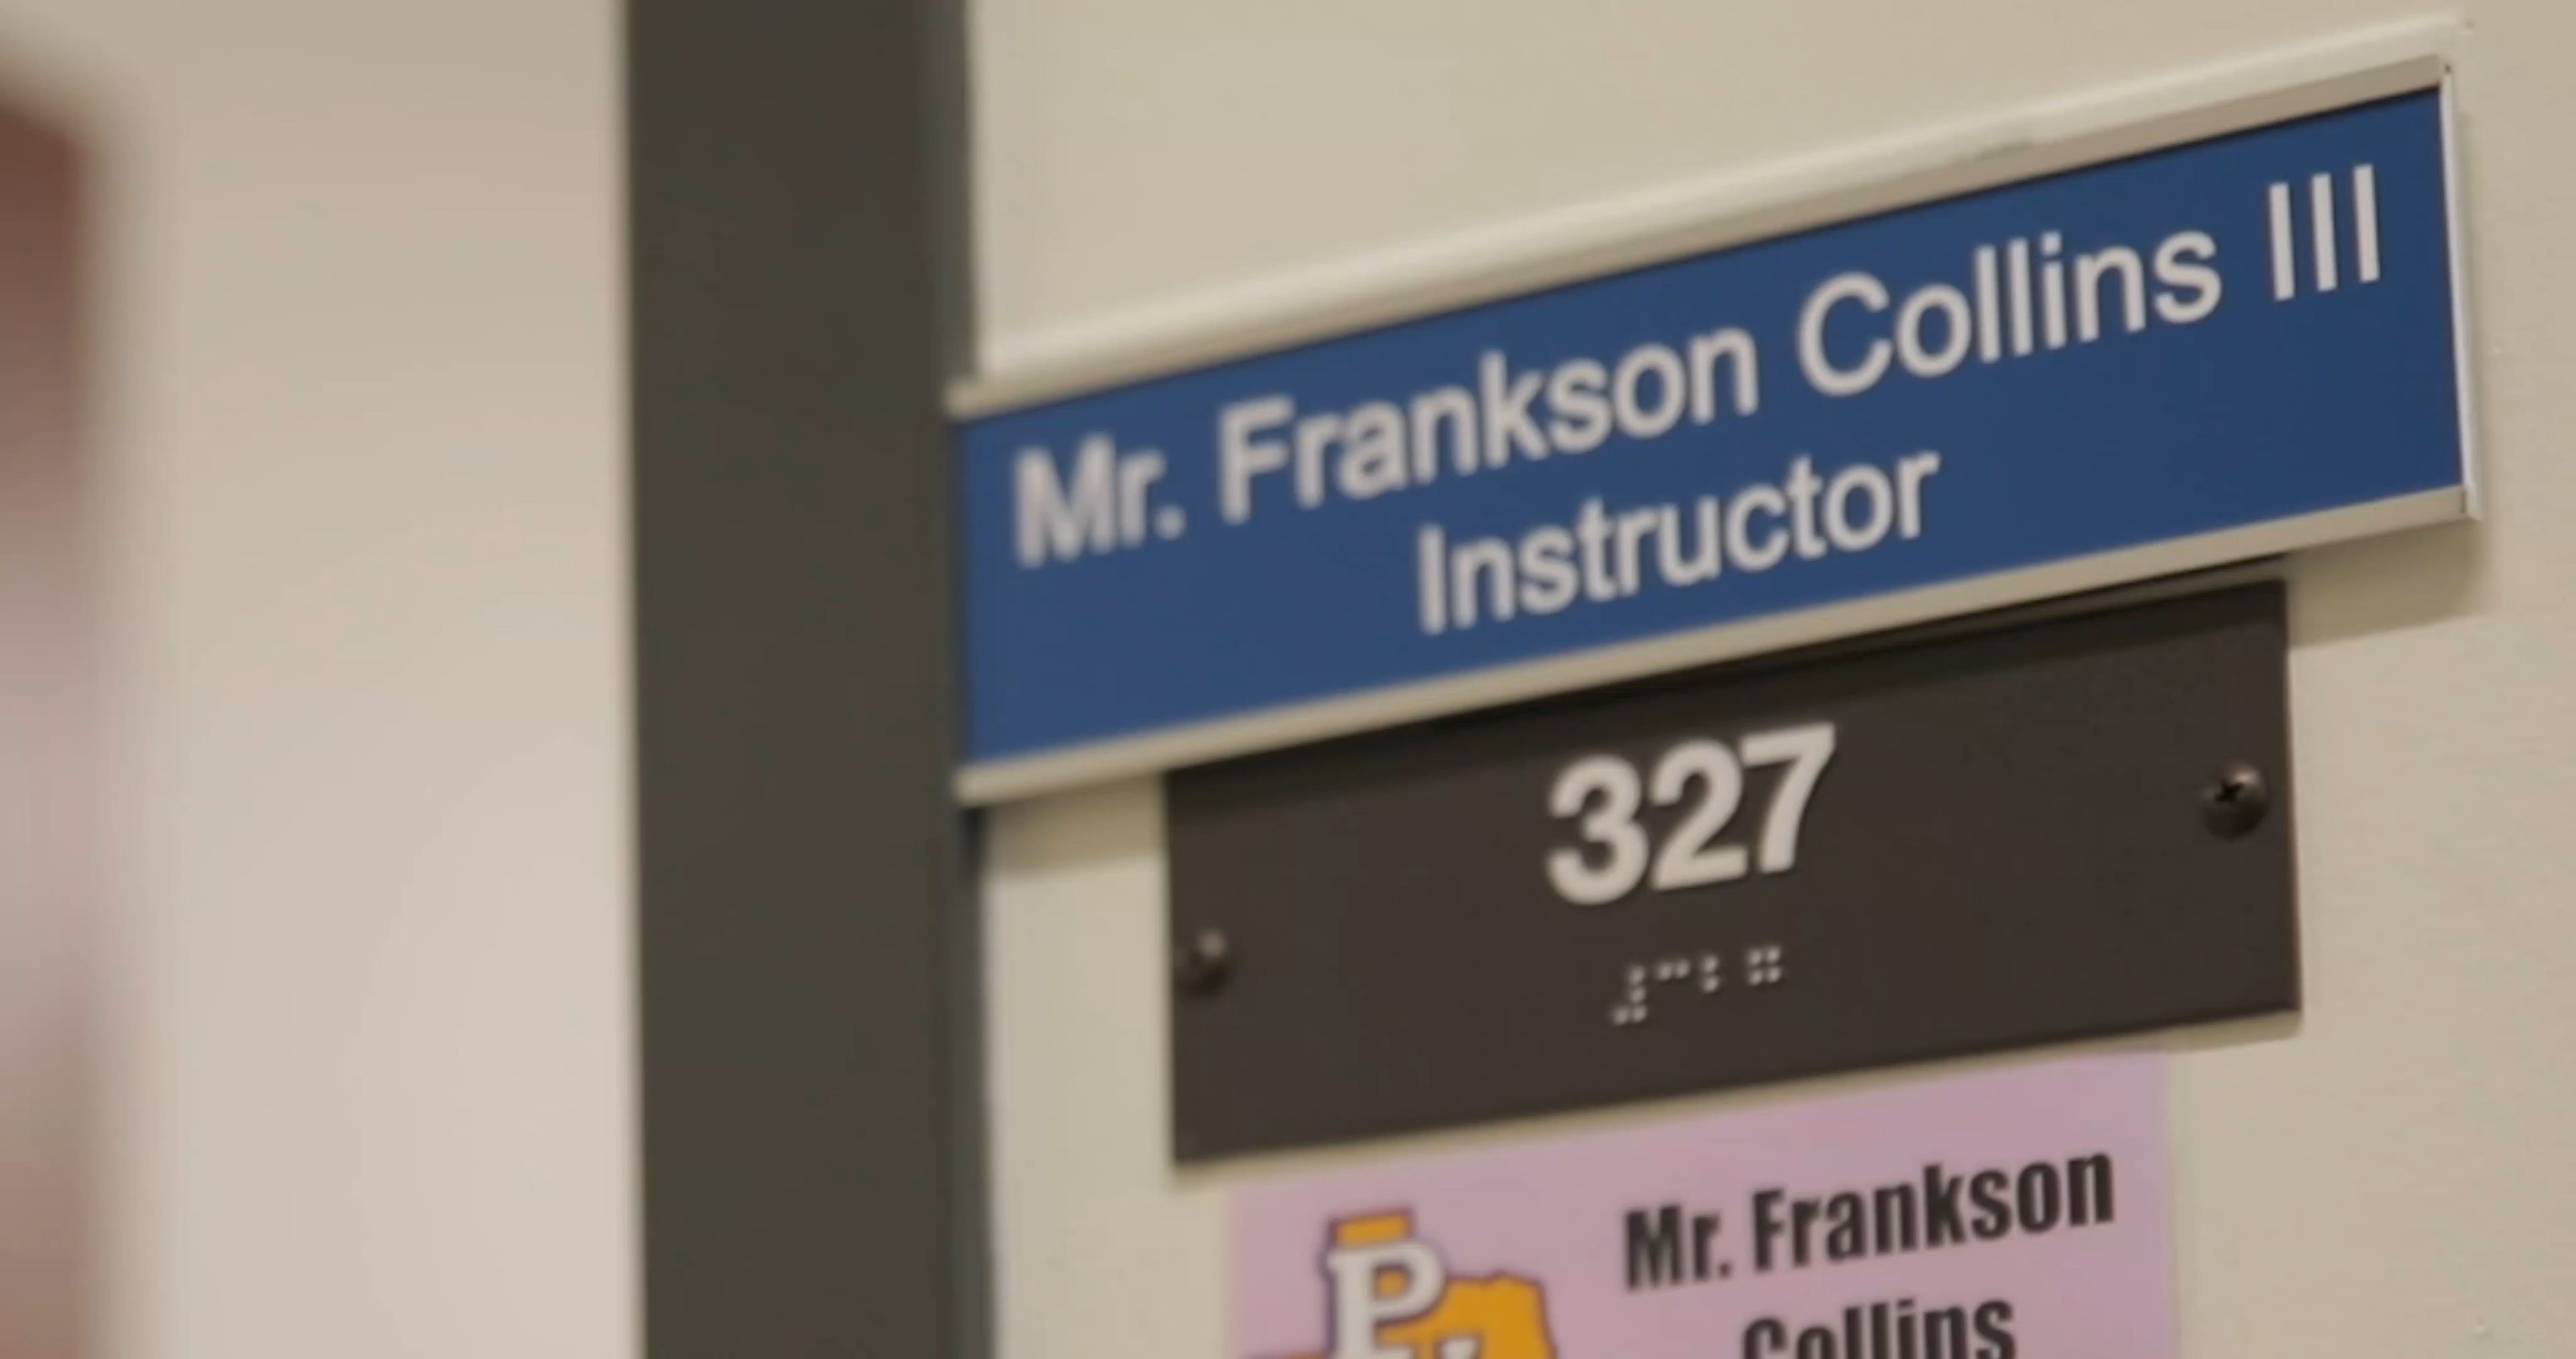 Mr. Frankson Collins III
Instructor
327
⠼⠉⠃⠛
Mr. Frankson
Collins
P